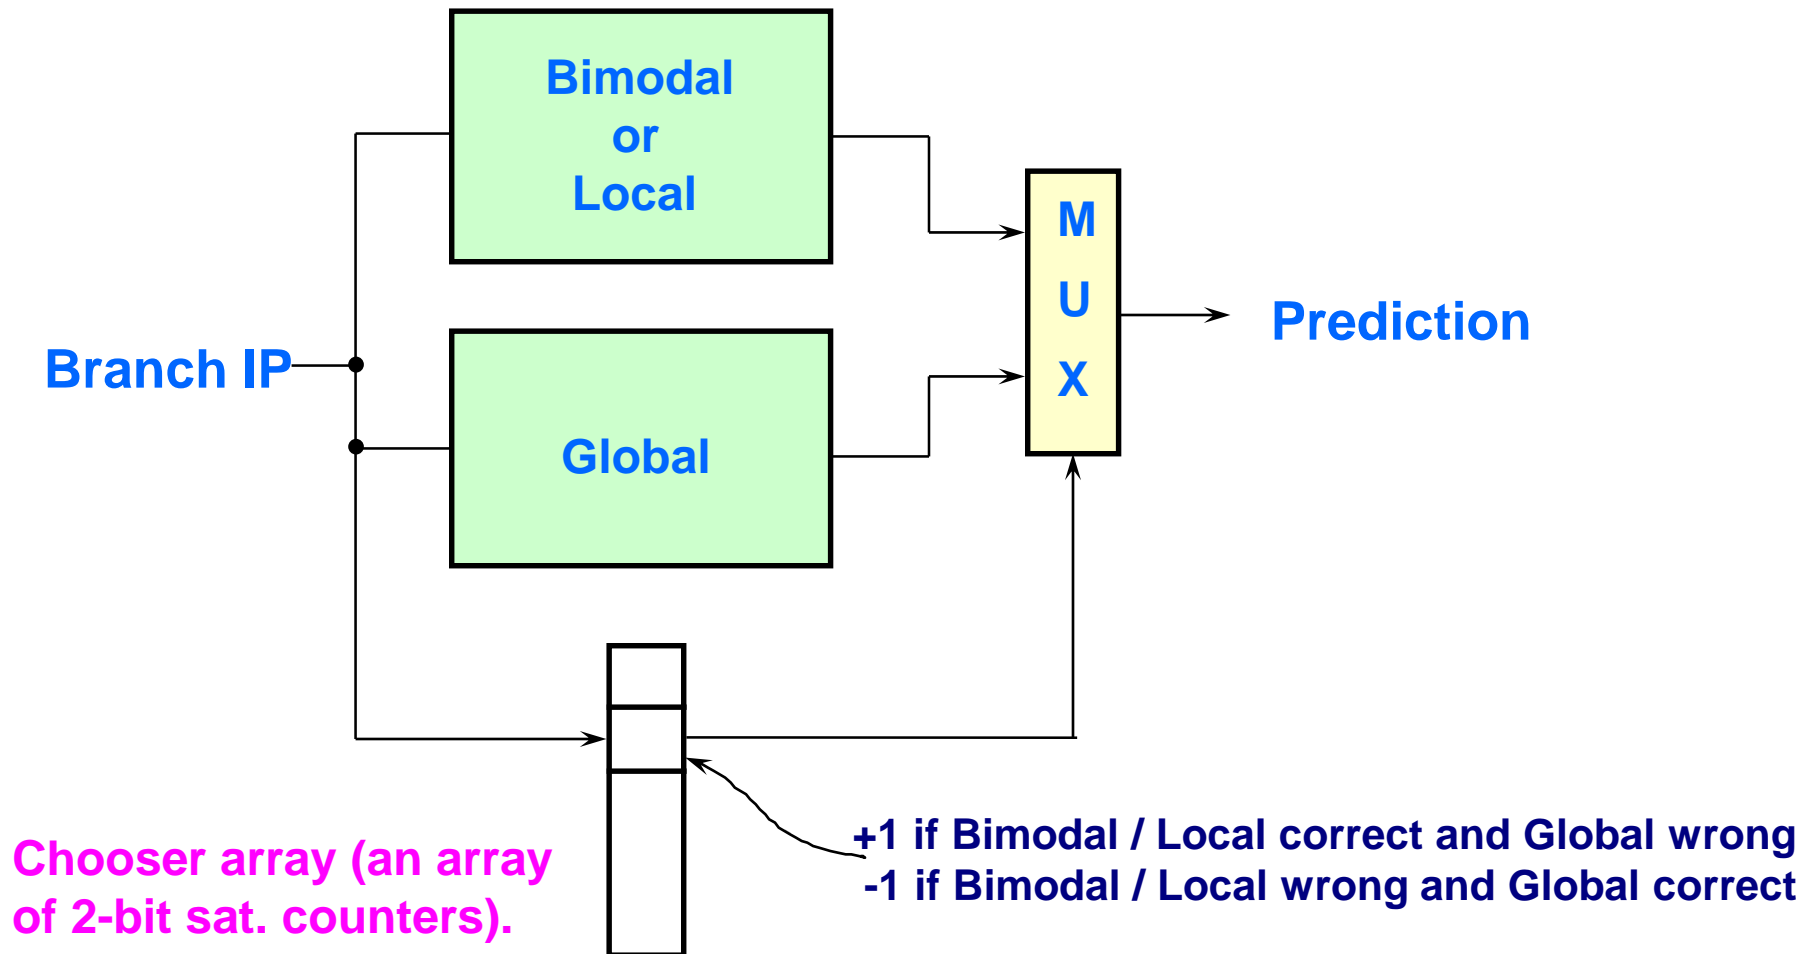 Bimodal
or
Local
M
U
X
Prediction
Branch IP
Global
+1 if Bimodal / Local correct and Global wrong
-1 if Bimodal / Local wrong and Global correct
Chooser array (an array
of 2-bit sat. counters).